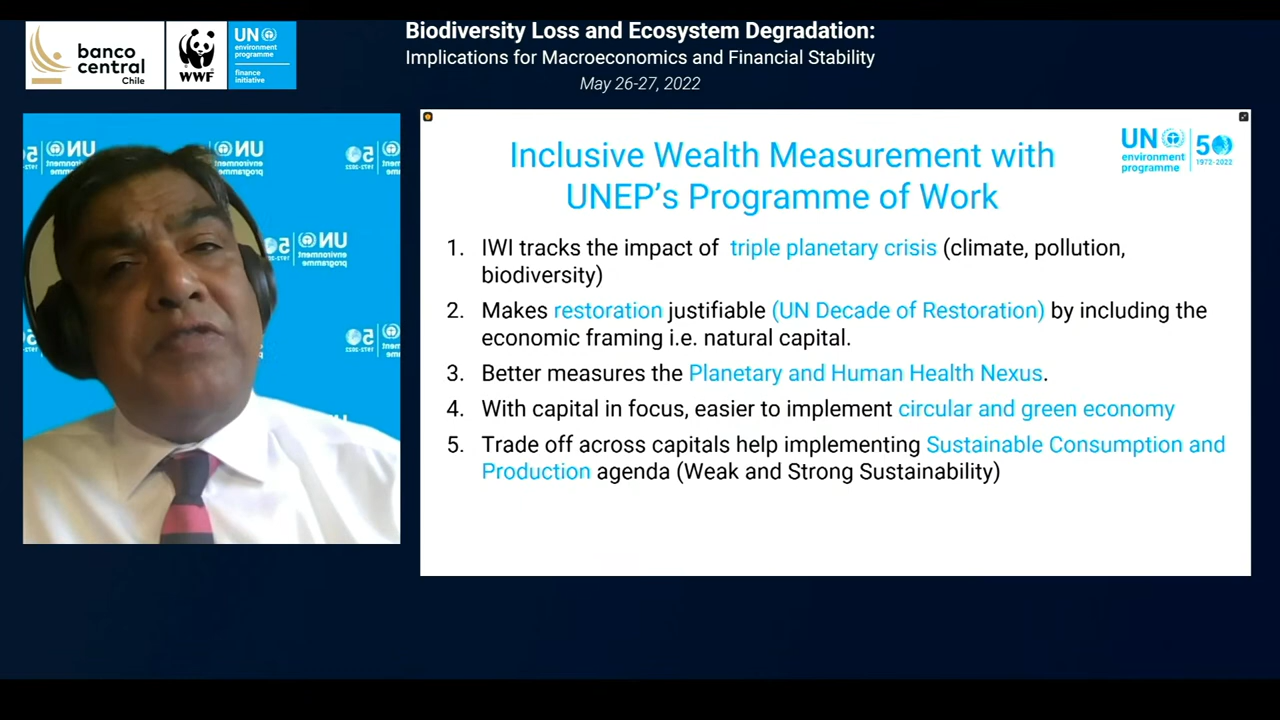 Biodiversity Loss and Ecosystem Degradation:
Implications for Macroeconomics and Financial Stability
May 26-27, 2022
banco
central
Chile
WWF
UN
environment
programme
finance
initiative
UN
environment
programme
50
1972-2022
Inclusive Wealth Measurement with
UNEP's Programme of Work
1. IWI tracks the impact of triple planetary crisis (climate, pollution,
biodiversity)
2. Makes restoration justifiable (UN Decade of Restoration) by including the
economic framing i.e. natural capital.
3. Better measures the Planetary and Human Health Nexus.
4. With capital in focus, easier to implement circular and green economy
5. Trade off across capitals help implementing Sustainable Consumption and
Production agenda (Weak and Strong Sustainability)
UN
environment
programme
50